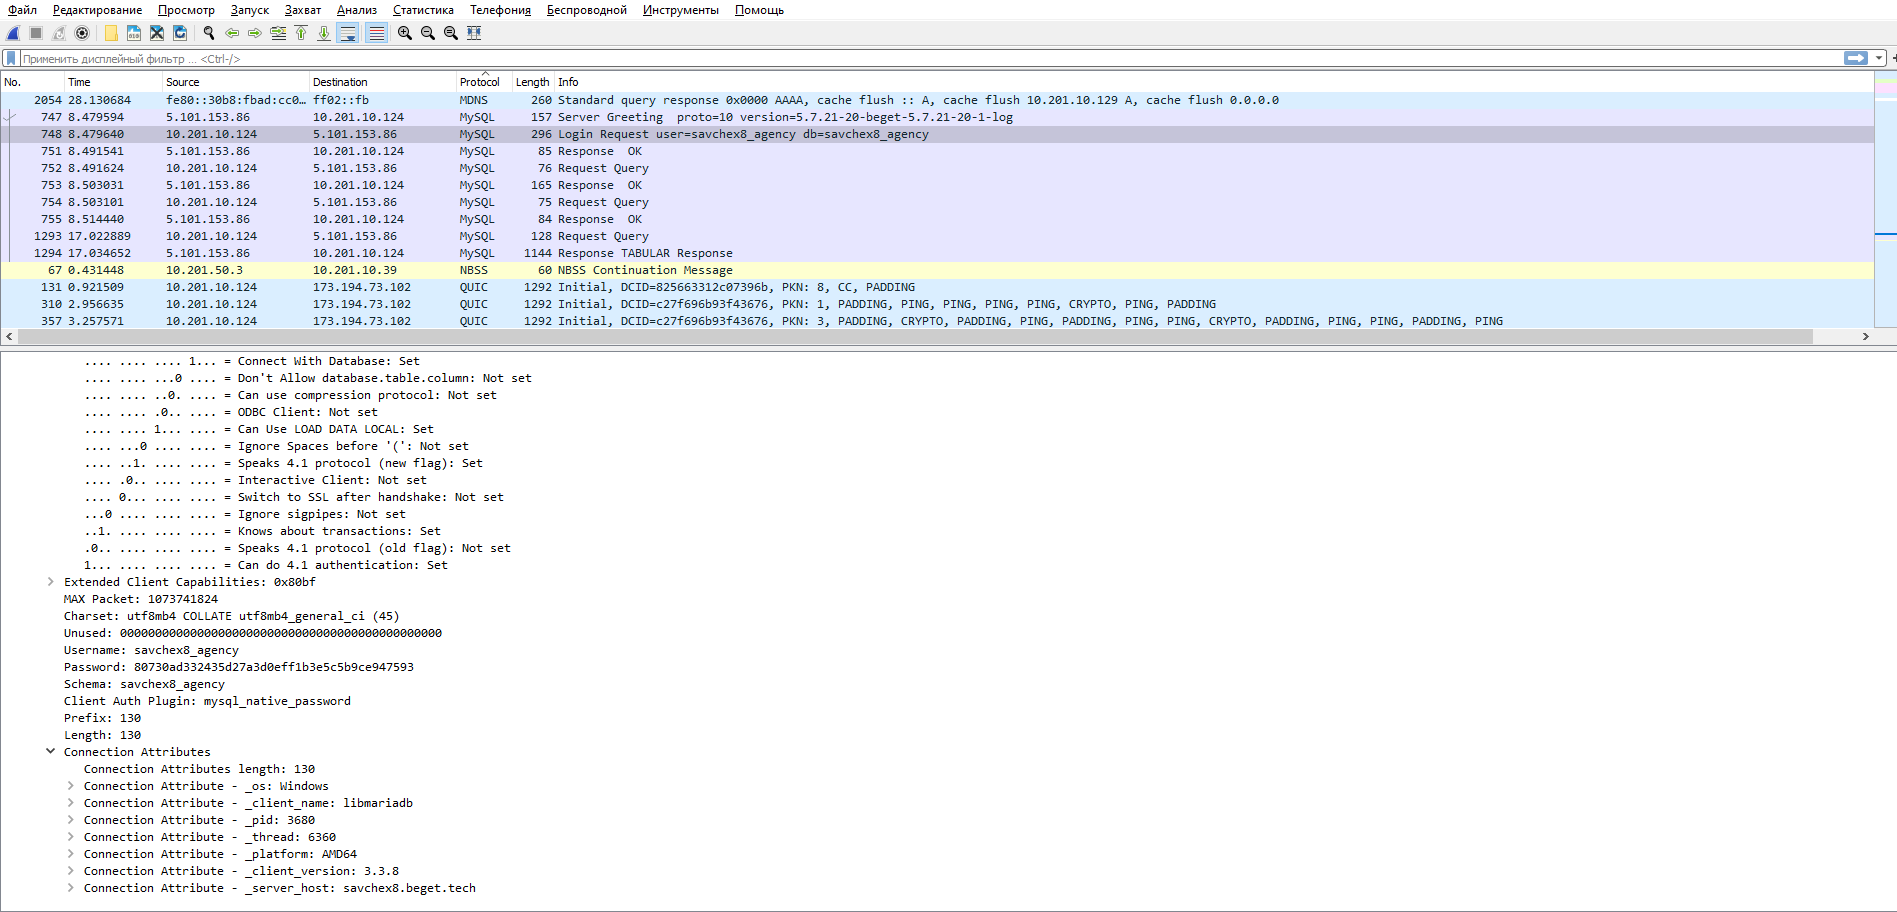 Файл Редактирование Просмотр Запуск Захват Анализ Статистика Телефония Беспроводной Инструменты Помощь
Применить дисплейный фильтр ... <Ctrl-/>
No. Time Source Destination Protocol Length Info
2054 28.130684 fe80::30b8:fbad:cc0… ff02::fb MDNS 260 Standard query response 0x0000 AAAA, cache flush :: A, cache flush 10.201.10.129 A, cache flush 0.0.0.0
747 8.479594 5.101.153.86 10.201.10.124 MySQL 157 Server Greeting  proto=10 version=5.7.21-20-beget-5.7.21-20-1-log
748 8.479640 10.201.10.124 5.101.153.86 MySQL 296 Login Request user=savchex8_agency db=savchex8_agency
751 8.491541 5.101.153.86 10.201.10.124 MySQL 85 Response  OK
752 8.491624 10.201.10.124 5.101.153.86 MySQL 76 Request Query
753 8.503031 5.101.153.86 10.201.10.124 MySQL 165 Response  OK
754 8.503101 10.201.10.124 5.101.153.86 MySQL 75 Request Query
755 8.514440 5.101.153.86 10.201.10.124 MySQL 84 Response  OK
1293 17.022889 10.201.10.124 5.101.153.86 MySQL 128 Request Query
1294 17.034652 5.101.153.86 10.201.10.124 MySQL 1144 Response TABULAR Response
67 0.431448 10.201.50.3 10.201.10.39 NBSS 60 NBSS Continuation Message
131 0.921509 10.201.10.124 173.194.73.102 QUIC 1292 Initial, DCID=825663312c07396b, PKN: 8, CC, PADDING
310 2.956635 10.201.10.124 173.194.73.102 QUIC 1292 Initial, DCID=c27f696b93f43676, PKN: 1, PADDING, PING, PING, PING, PING, CRYPTO, PING, PADDING
357 3.257571 10.201.10.124 173.194.73.102 QUIC 1292 Initial, DCID=c27f696b93f43676, PKN: 3, PADDING, CRYPTO, PADDING, PING, PADDING, PING, PING, CRYPTO, PADDING, PING, PING, PADDING, PING
.... .... .... 1... = Connect With Database: Set
.... .... ...0 .... = Don't Allow database.table.column: Not set
.... .... ..0. .... = Can use compression protocol: Not set
.... .... .0.. .... = ODBC Client: Not set
.... .... 1... .... = Can Use LOAD DATA LOCAL: Set
.... ...0 .... .... = Ignore Spaces before '(': Not set
.... ..1. .... .... = Speaks 4.1 protocol (new flag): Set
.... .0.. .... .... = Interactive Client: Not set
.... 0... .... .... = Switch to SSL after handshake: Not set
...0 .... .... .... = Ignore sigpipes: Not set
..1. .... .... .... = Knows about transactions: Set
.0.. .... .... .... = Speaks 4.1 protocol (old flag): Not set
1... .... .... .... = Can do 4.1 authentication: Set
Extended Client Capabilities: 0x80bf
MAX Packet: 1073741824
Charset: utf8mb4 COLLATE utf8mb4_general_ci (45)
Unused: 0000000000000000000000000000000000000000000000
Username: savchex8_agency
Password: 80730ad332435d27a3d0eff1b3e5c5b9ce947593
Schema: savchex8_agency
Client Auth Plugin: mysql_native_password
Prefix: 130
Length: 130
Connection Attributes
Connection Attributes length: 130
Connection Attribute - _os: Windows
Connection Attribute - _client_name: libmariadb
Connection Attribute - _pid: 3680
Connection Attribute - _thread: 6360
Connection Attribute - _platform: AMD64
Connection Attribute - _client_version: 3.3.8
Connection Attribute - _server_host: savchex8.beget.tech